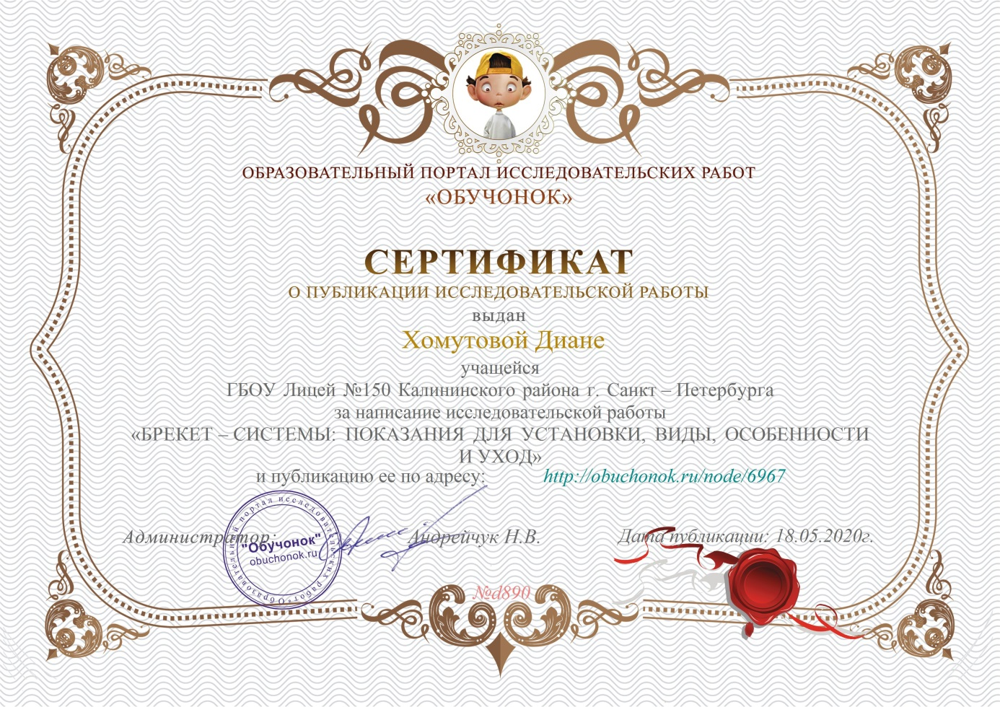 ОБРАЗОВАТЕЛЬНЫЙ ПОРТАЛ ИССЛЕДОВАТЕЛЬСКИХ РАБОТ
«ОБУЧОНОК»
СЕРТИФИКАТ
О ПУБЛИКАЦИИ ИССЛЕДОВАТЕЛЬСКОЙ РАБОТЫ
выдан
Хомутовой Диане
учащейся
ГБОУ Лицей №150 Калининского района г. Санкт – Петербурга
за написание исследовательской работы
«БРЕКЕТ – СИСТЕМЫ: ПОКАЗАНИЯ ДЛЯ УСТАНОВКИ, ВИДЫ, ОСОБЕННОСТИ
И УХОД»
и публикацию ее по адресу: http://obuchonok.ru/node/6967
Администратор: Андрейчук Н.В. Дата публикации: 18.05.2020г.
Образовательный портал исследовательских работ
"Обучонок"
obuchonok.ru
№d890